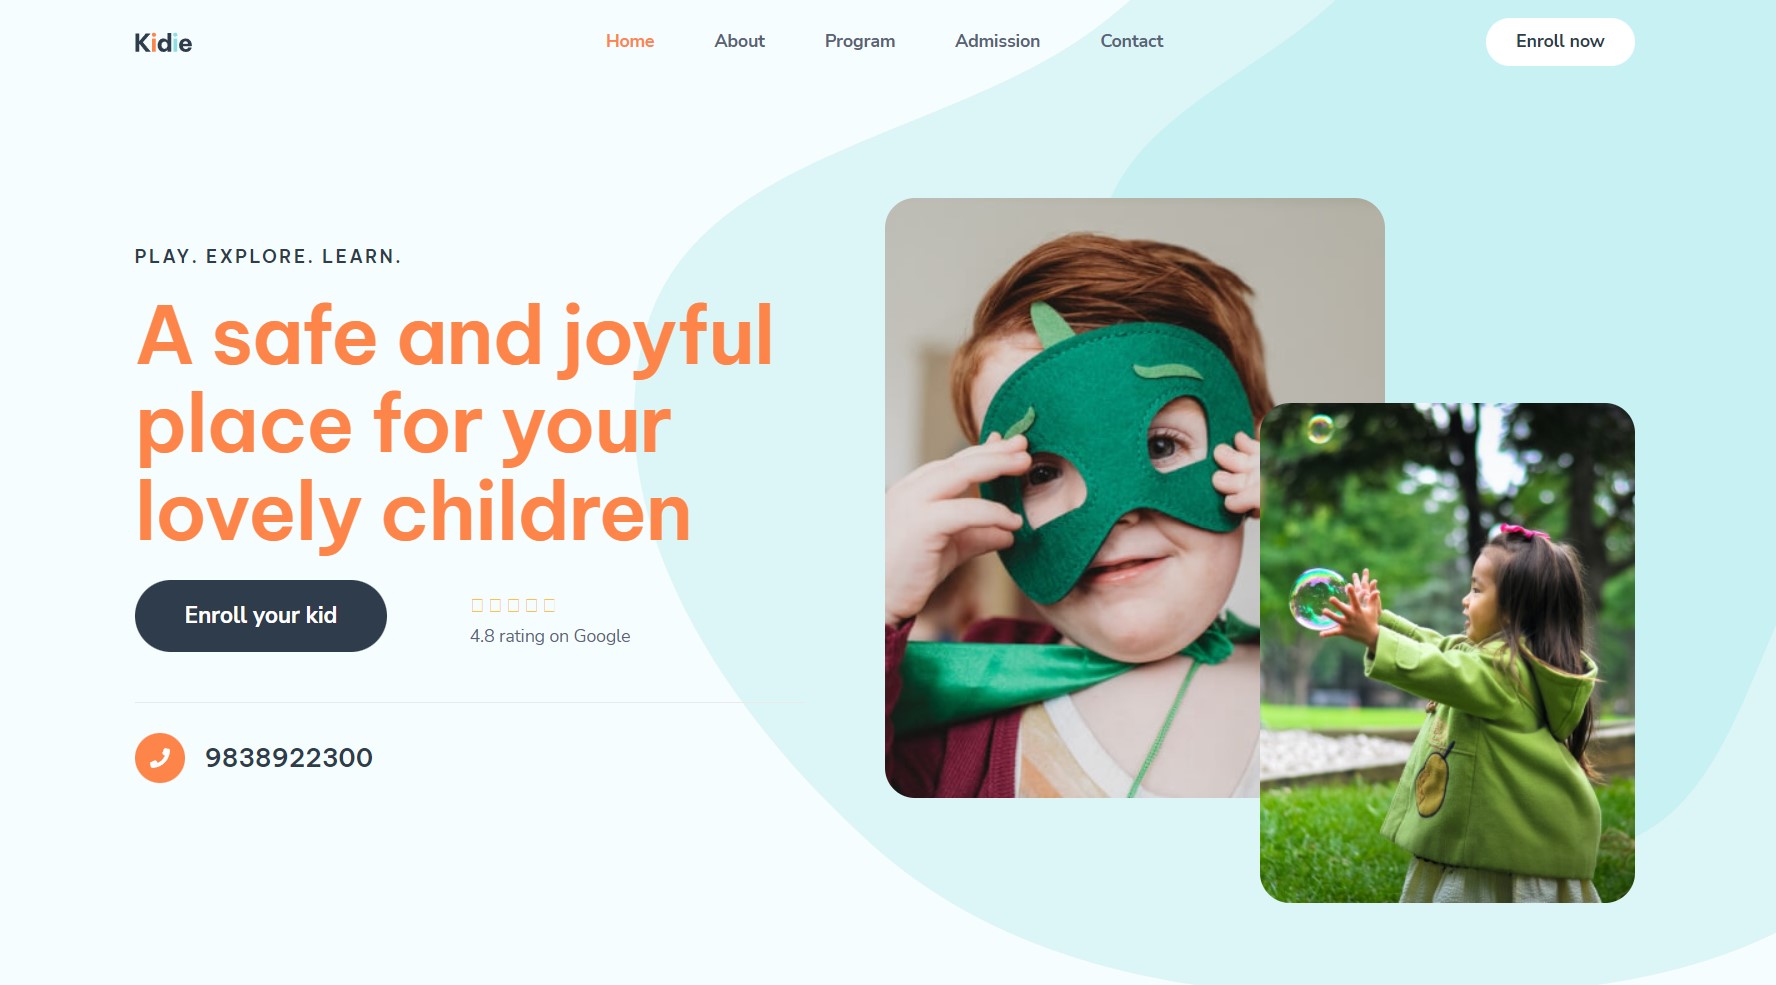 Kidie
Home
About
Program
Admission
Contact
Enroll now
PLAY. EXPLORE. LEARN.
A safe and joyful
place for your
lovely children
Enroll your kid
4.8 rating on Google
9838922300